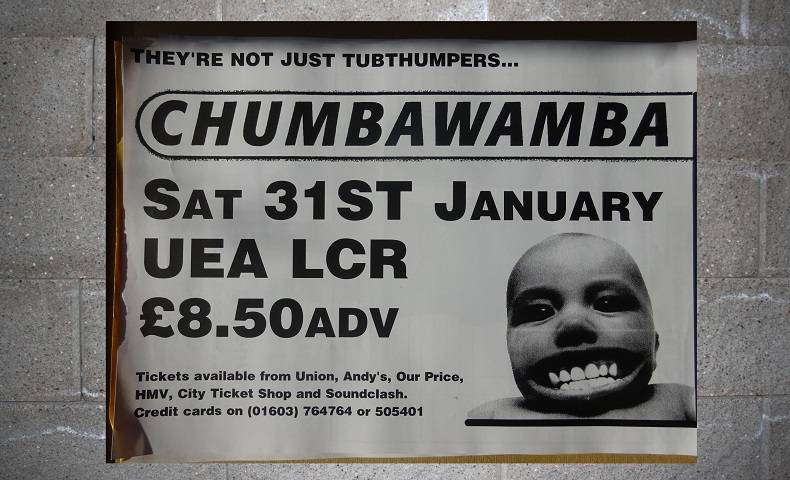 THEY'RE NOT JUST TUBTHUMPERS...
CHUMBAWAMBA
SAT 31ST JANUARY
UEA LCR
£8.50ADV
Tickets available from Union, Andy's, Our Price,
HMV, City Ticket Shop and Soundclash.
Credit cards on (01603) 764764 or 505401